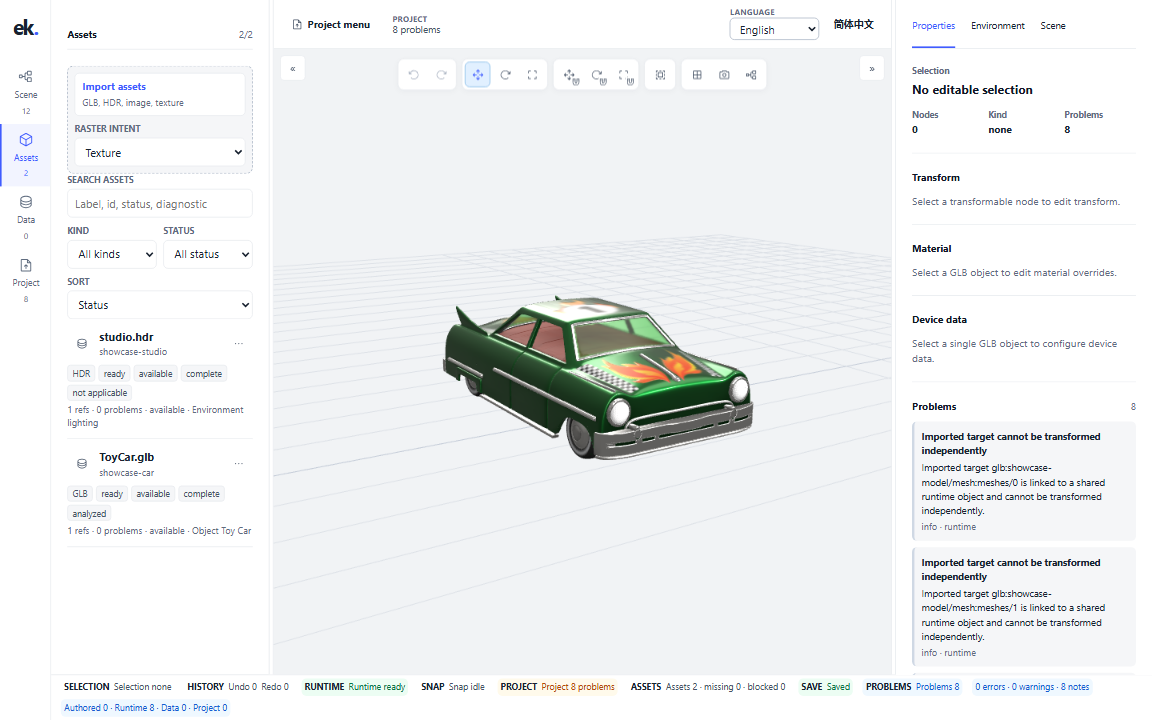 ek.
Scene
12
Assets
2
Data
0
Project
8
Assets 2/2
Import assets
GLB, HDR, image, texture
RASTER INTENT
Texture
SEARCH ASSETS
Label, id, status, diagnostic
KIND STATUS
All kinds All status
SORT
Status
studio.hdr ...
showcase-studio
HDR ready available complete
not applicable
1 refs · 0 problems · available · Environment
lighting
ToyCar.glb ...
showcase-car
GLB ready available complete
analyzed
1 refs · 0 problems · available · Object Toy Car
Project menu
PROJECT
8 problems
LANGUAGE
English
简体中文
« »
Properties Environment Scene
Selection
No editable selection
Nodes Kind Problems
0 none 8
Transform
Select a transformable node to edit transform.
Material
Select a GLB object to edit material overrides.
Device data
Select a single GLB object to configure device
data.
Problems 8
Imported target cannot be transformed
independently
Imported target glb:showcase-
model/mesh:meshes/0 is linked to a shared
runtime object and cannot be transformed
independently.
info · runtime
Imported target cannot be transformed
independently
Imported target glb:showcase-
model/mesh:meshes/1 is linked to a shared
runtime object and cannot be transformed
independently.
info · runtime
SELECTION Selection none HISTORY Undo 0 Redo 0 RUNTIME Runtime ready SNAP Snap idle PROJECT Project 8 problems ASSETS Assets 2 · missing 0 · blocked 0 SAVE Saved PROBLEMS Problems 8 0 errors · 0 warnings · 8 notes
Authored 0 · Runtime 8 · Data 0 · Project 0